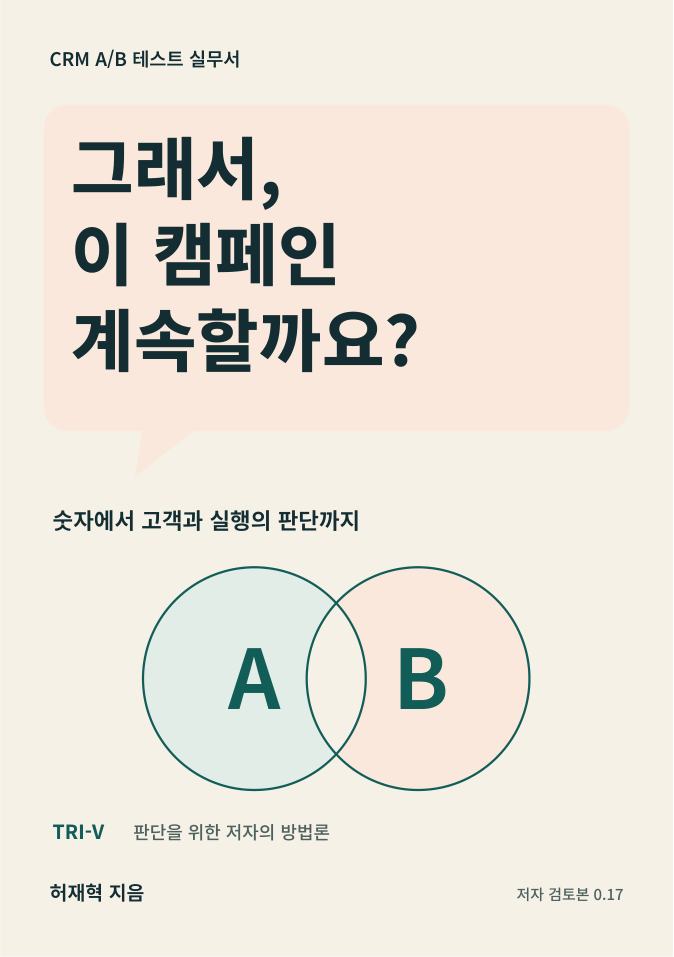 CRM A/B 테스트 실무서
그래서,
이 캠페인
계속할까요?
숫자에서 고객과 실행의 판단까지
A B
TRI-V 판단을 위한 저자의 방법론
허재혁 지음 저자 검토본 0.17